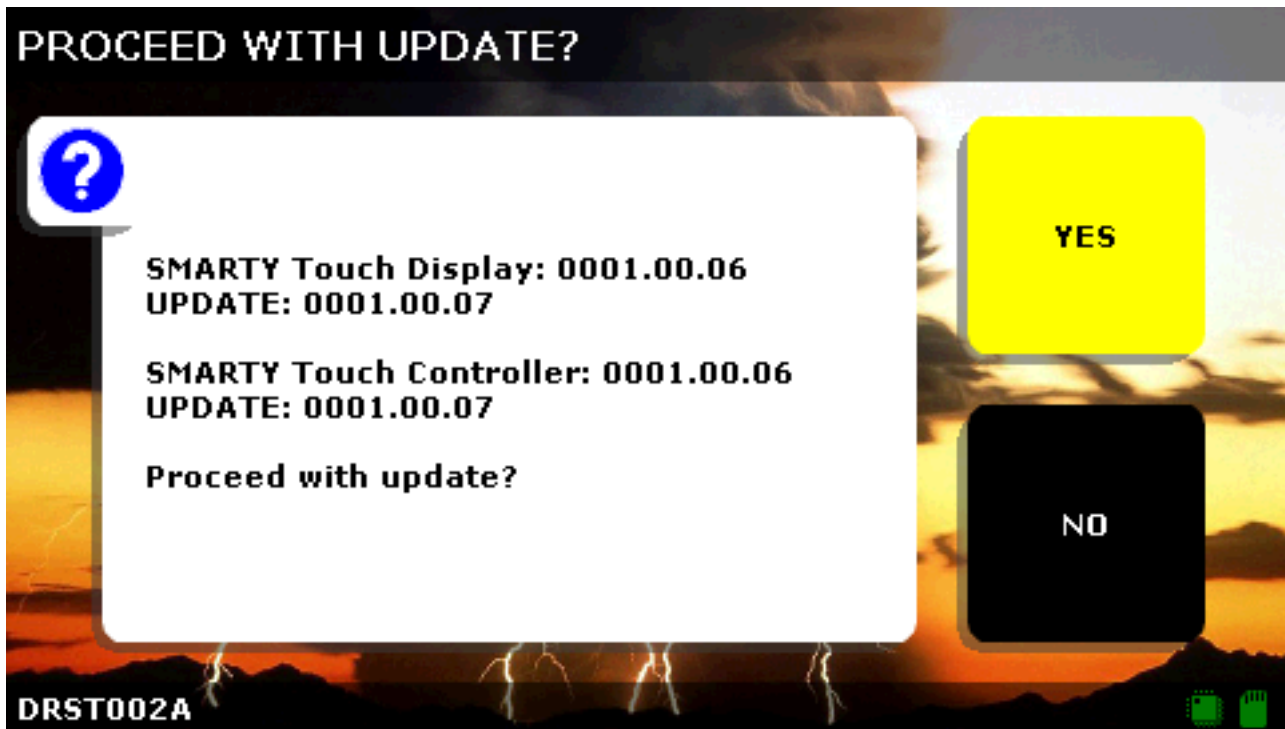 PROCEED WITH UPDATE?
SMARTY Touch Display: 0001.00.06
UPDATE: 0001.00.07
SMARTY Touch Controller: 0001.00.06
UPDATE: 0001.00.07
Proceed with update?
YES
NO
DRST002A